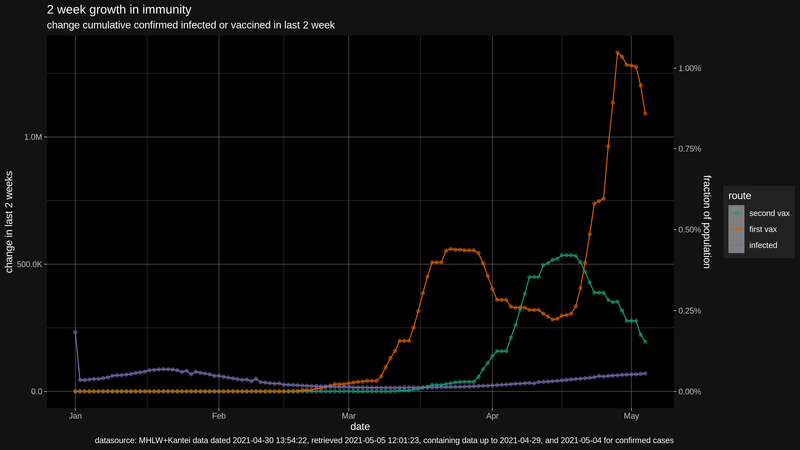 2 week growth in immunity
change cumulative confirmed infected or vaccined in last 2 week
change in last 2 weeks
1.0M
500.0K
0.0
1.00%
0.75%
0.50%
0.25%
0.00%
fraction of population
route
second vax
first vax
infected
Jan Feb Mar Apr May
date
datasource: MHLW+Kantei data dated 2021-04-30 13:54:22, retrieved 2021-05-05 12:01:23, containing data up to 2021-04-29, and 2021-05-04 for confirmed cases